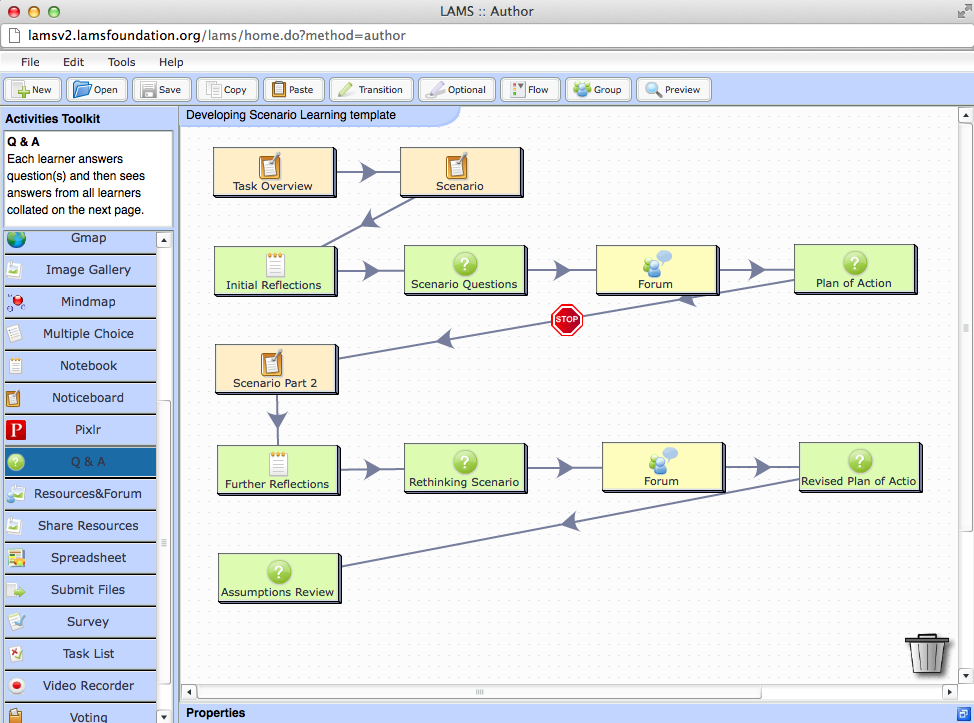 LAMS :: Author
lamsv2.lamsfoundation.org/lams/home.do?method=author
File Edit Tools Help
New Open Save Copy Paste Transition Optional Flow Group Preview
Activities Toolkit
Q & A
Each learner answers
question(s) and then sees
answers from all learners
collated on the next page.
Gmap
Image Gallery
Mindmap
Multiple Choice
Notebook
Noticeboard
Pixlr
Q & A
Resources&Forum
Share Resources
Spreadsheet
Submit Files
Survey
Task List
Video Recorder
Voting
Developing Scenario Learning template
Task Overview
Scenario
Initial Reflections
Scenario Questions
Forum
Plan of Action
STOP
Scenario Part 2
Further Reflections
Rethinking Scenario
Forum
Revised Plan of Actio
Assumptions Review
Properties